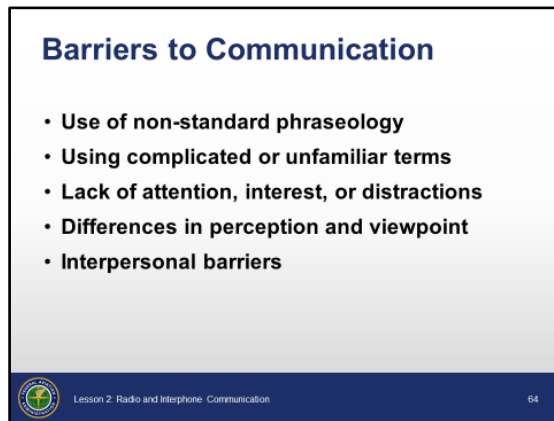 Barriers to Communication
• Use of non-standard phraseology
• Using complicated or unfamiliar terms
• Lack of attention, interest, or distractions
• Differences in perception and viewpoint
• Interpersonal barriers
Lesson 2: Radio and Interphone Communication
64